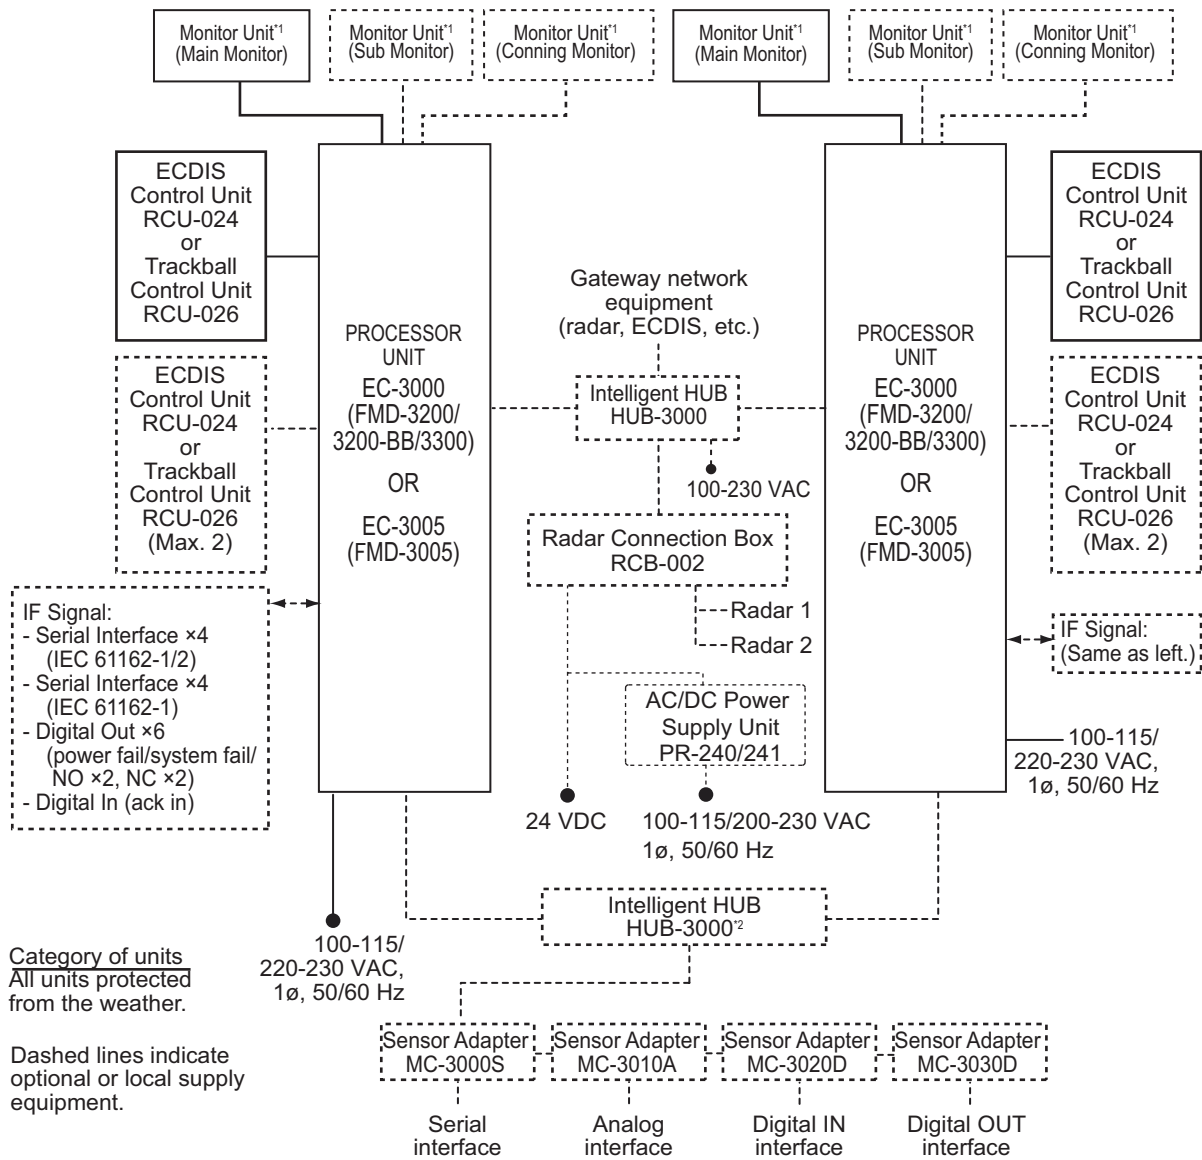 Monitor Unit*1
(Main Monitor)
Monitor Unit*1
(Sub Monitor)
Monitor Unit*1
(Conning Monitor)
Monitor Unit*1
(Main Monitor)
Monitor Unit*1
(Sub Monitor)
Monitor Unit*1
(Conning Monitor)
ECDIS
Control Unit
RCU-024
or
Trackball
Control Unit
RCU-026
ECDIS
Control Unit
RCU-024
or
Trackball
Control Unit
RCU-026
(Max. 2)
IF Signal:
- Serial Interface ×4
(IEC 61162-1/2)
- Serial Interface ×4
(IEC 61162-1)
- Digital Out ×6
(power fail/system fail/
NO ×2, NC ×2)
- Digital In (ack in)
PROCESSOR
UNIT
EC-3000
(FMD-3200/
3200-BB/3300)
OR
EC-3005
(FMD-3005)
Gateway network
equipment
(radar, ECDIS, etc.)
Intelligent HUB
HUB-3000
100-230 VAC
Radar Connection Box
RCB-002
Radar 1
Radar 2
AC/DC Power
Supply Unit
PR-240/241
24 VDC
100-115/200-230 VAC
1ø, 50/60 Hz
PROCESSOR
UNIT
EC-3000
(FMD-3200/
3200-BB/3300)
OR
EC-3005
(FMD-3005)
ECDIS
Control Unit
RCU-024
or
Trackball
Control Unit
RCU-026
ECDIS
Control Unit
RCU-024
or
Trackball
Control Unit
RCU-026
(Max. 2)
IF Signal:
(Same as left.)
100-115/
220-230 VAC,
1ø, 50/60 Hz
Intelligent HUB
HUB-3000*2
100-115/
220-230 VAC,
1ø, 50/60 Hz
Category of units
All units protected
from the weather.
Dashed lines indicate
optional or local supply
equipment.
Sensor Adapter
MC-3000S
Sensor Adapter
MC-3010A
Sensor Adapter
MC-3020D
Sensor Adapter
MC-3030D
Serial
interface
Analog
interface
Digital IN
interface
Digital OUT
interface